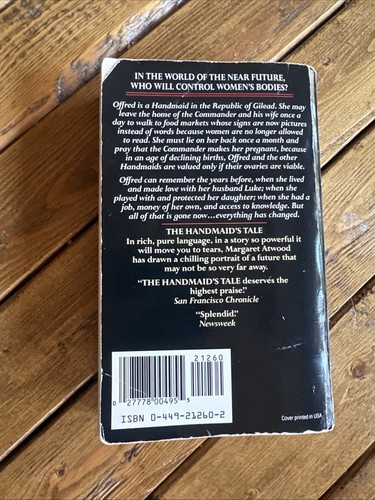 IN THE WORLD OF THE NEAR FUTURE,
WHO WILL CONTROL WOMEN'S BODIES?
Offred is a Handmaid in the Republic of Gilead. She may
leave the home of the Commander and his wife once a
day to walk to food markets whose signs are now pictures
instead of words because women are no longer allowed
to read. She must lie on her back once a month and
pray that the Commander makes her pregnant, because
in an age of declining births, Offred and the other
Handmaids are valued only if their ovaries are viable.
Offred can remember the years before, when she lived
and made love with her husband Luke; when she
played with and protected her daughter; when she had a
job, money of her own, and access to knowledge. But
all of that is gone now...everything has changed.
THE HANDMAID'S TALE
In rich, pure language, in a story so powerful it
will move you to tears, Margaret Atwood
has drawn a chilling portrait of a future that
may not be so very far away.
"THE HANDMAID'S TALE deserves the
highest praise."
San Francisco Chronicle
"Splendid."
Newsweek
21260
0 27778 00495 5
ISBN 0-449-21260-2
Cover printed in USA